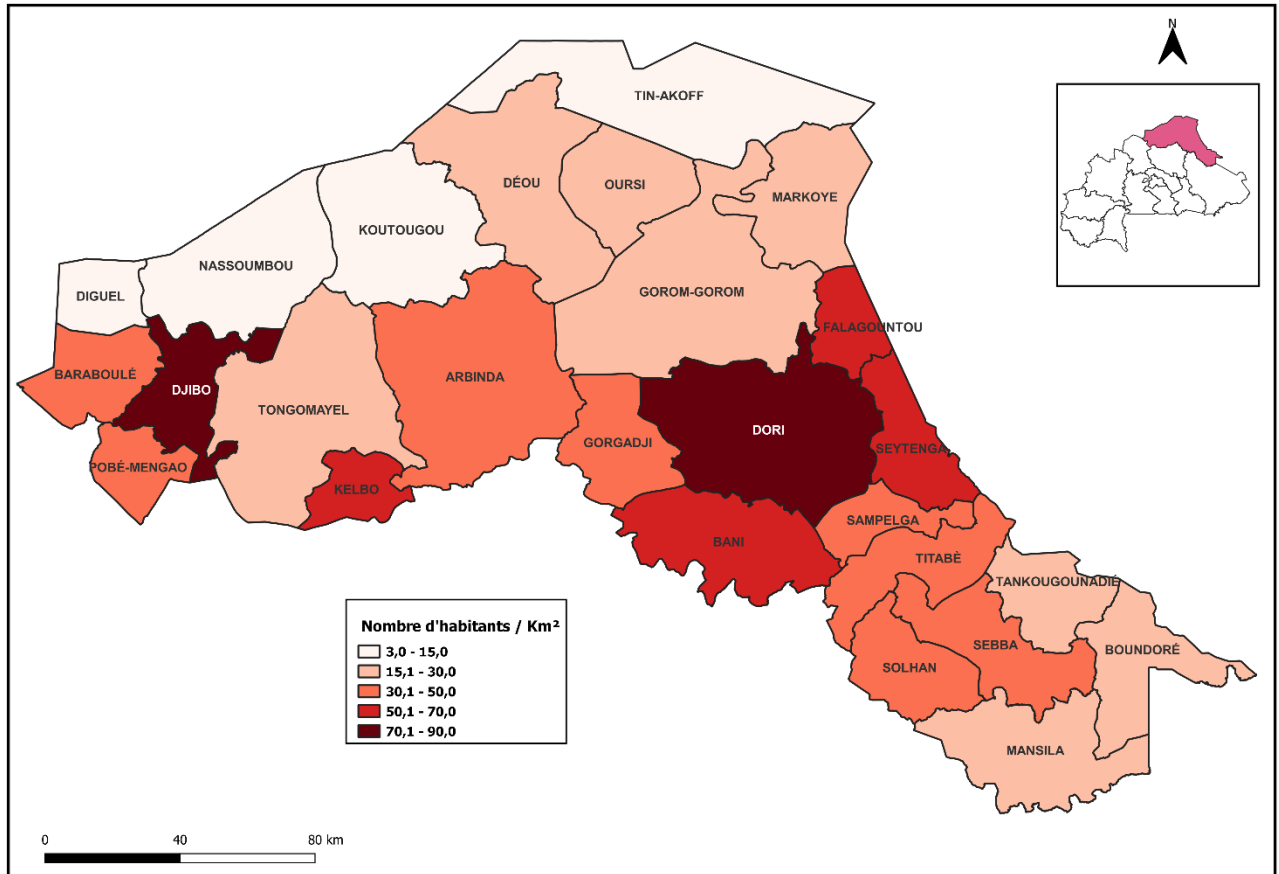 N
TIN-AKOFF
DÉOU
OURSI
MARKOYE
KOUTOUGOU
NASSOUMBOU
GOROM-GOROM
DIGUEL
FALAGOUNTOU
BARABOULÉ
ARBINDA
DJIBO
TONGOMAYEL
DORI
GORGADJI
SEYTENGA
POBÉ-MENGAO
KELBO
SAMPELGA
BANI
TITABÈ
TANKOUGOUNADIÉ
SEBBA
BOUNDORÉ
SOLHAN
MANSILA
Nombre d'habitants / Km²
3,0 - 15,0
15,1 - 30,0
30,1 - 50,0
50,1 - 70,0
70,1 - 90,0
0 40 80 km